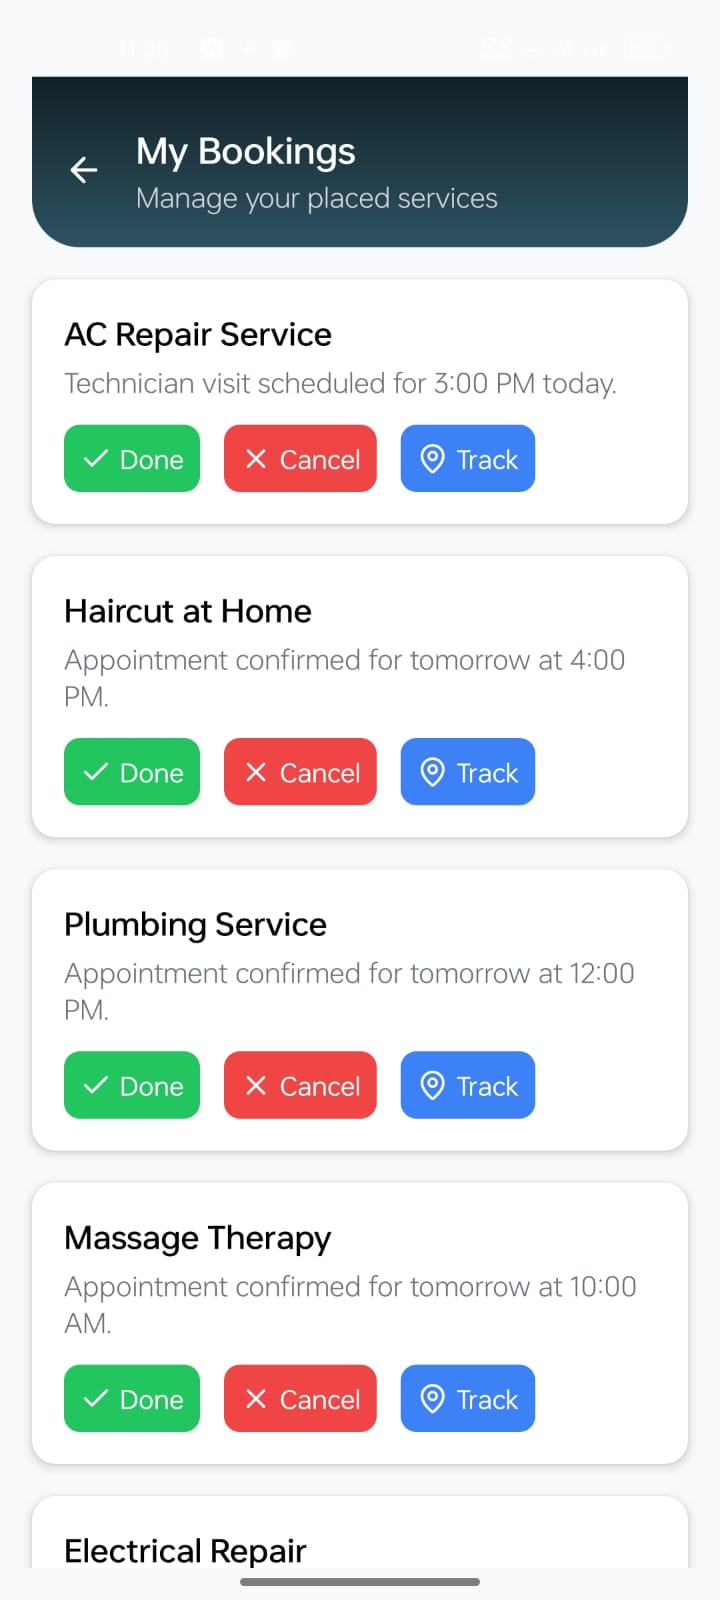 11:26
My Bookings
Manage your placed services
AC Repair Service
Technician visit scheduled for 3:00 PM today.
Done Cancel Track
Haircut at Home
Appointment confirmed for tomorrow at 4:00
PM.
Done Cancel Track
Plumbing Service
Appointment confirmed for tomorrow at 12:00
PM.
Done Cancel Track
Massage Therapy
Appointment confirmed for tomorrow at 10:00
AM.
Done Cancel Track
Electrical Repair